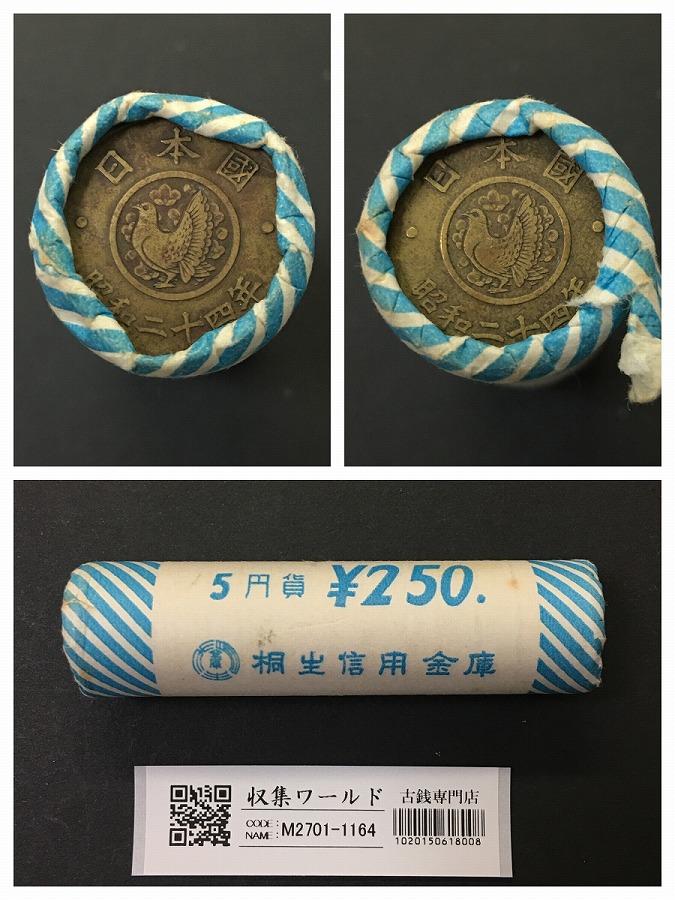 日本國
昭和二十四年
日本國
昭和二十四年
5円貨 ¥250.
桐生信用金庫
収集ワールド 古銭専門店
CODE:
NAME: M2701-1164
1020150618008